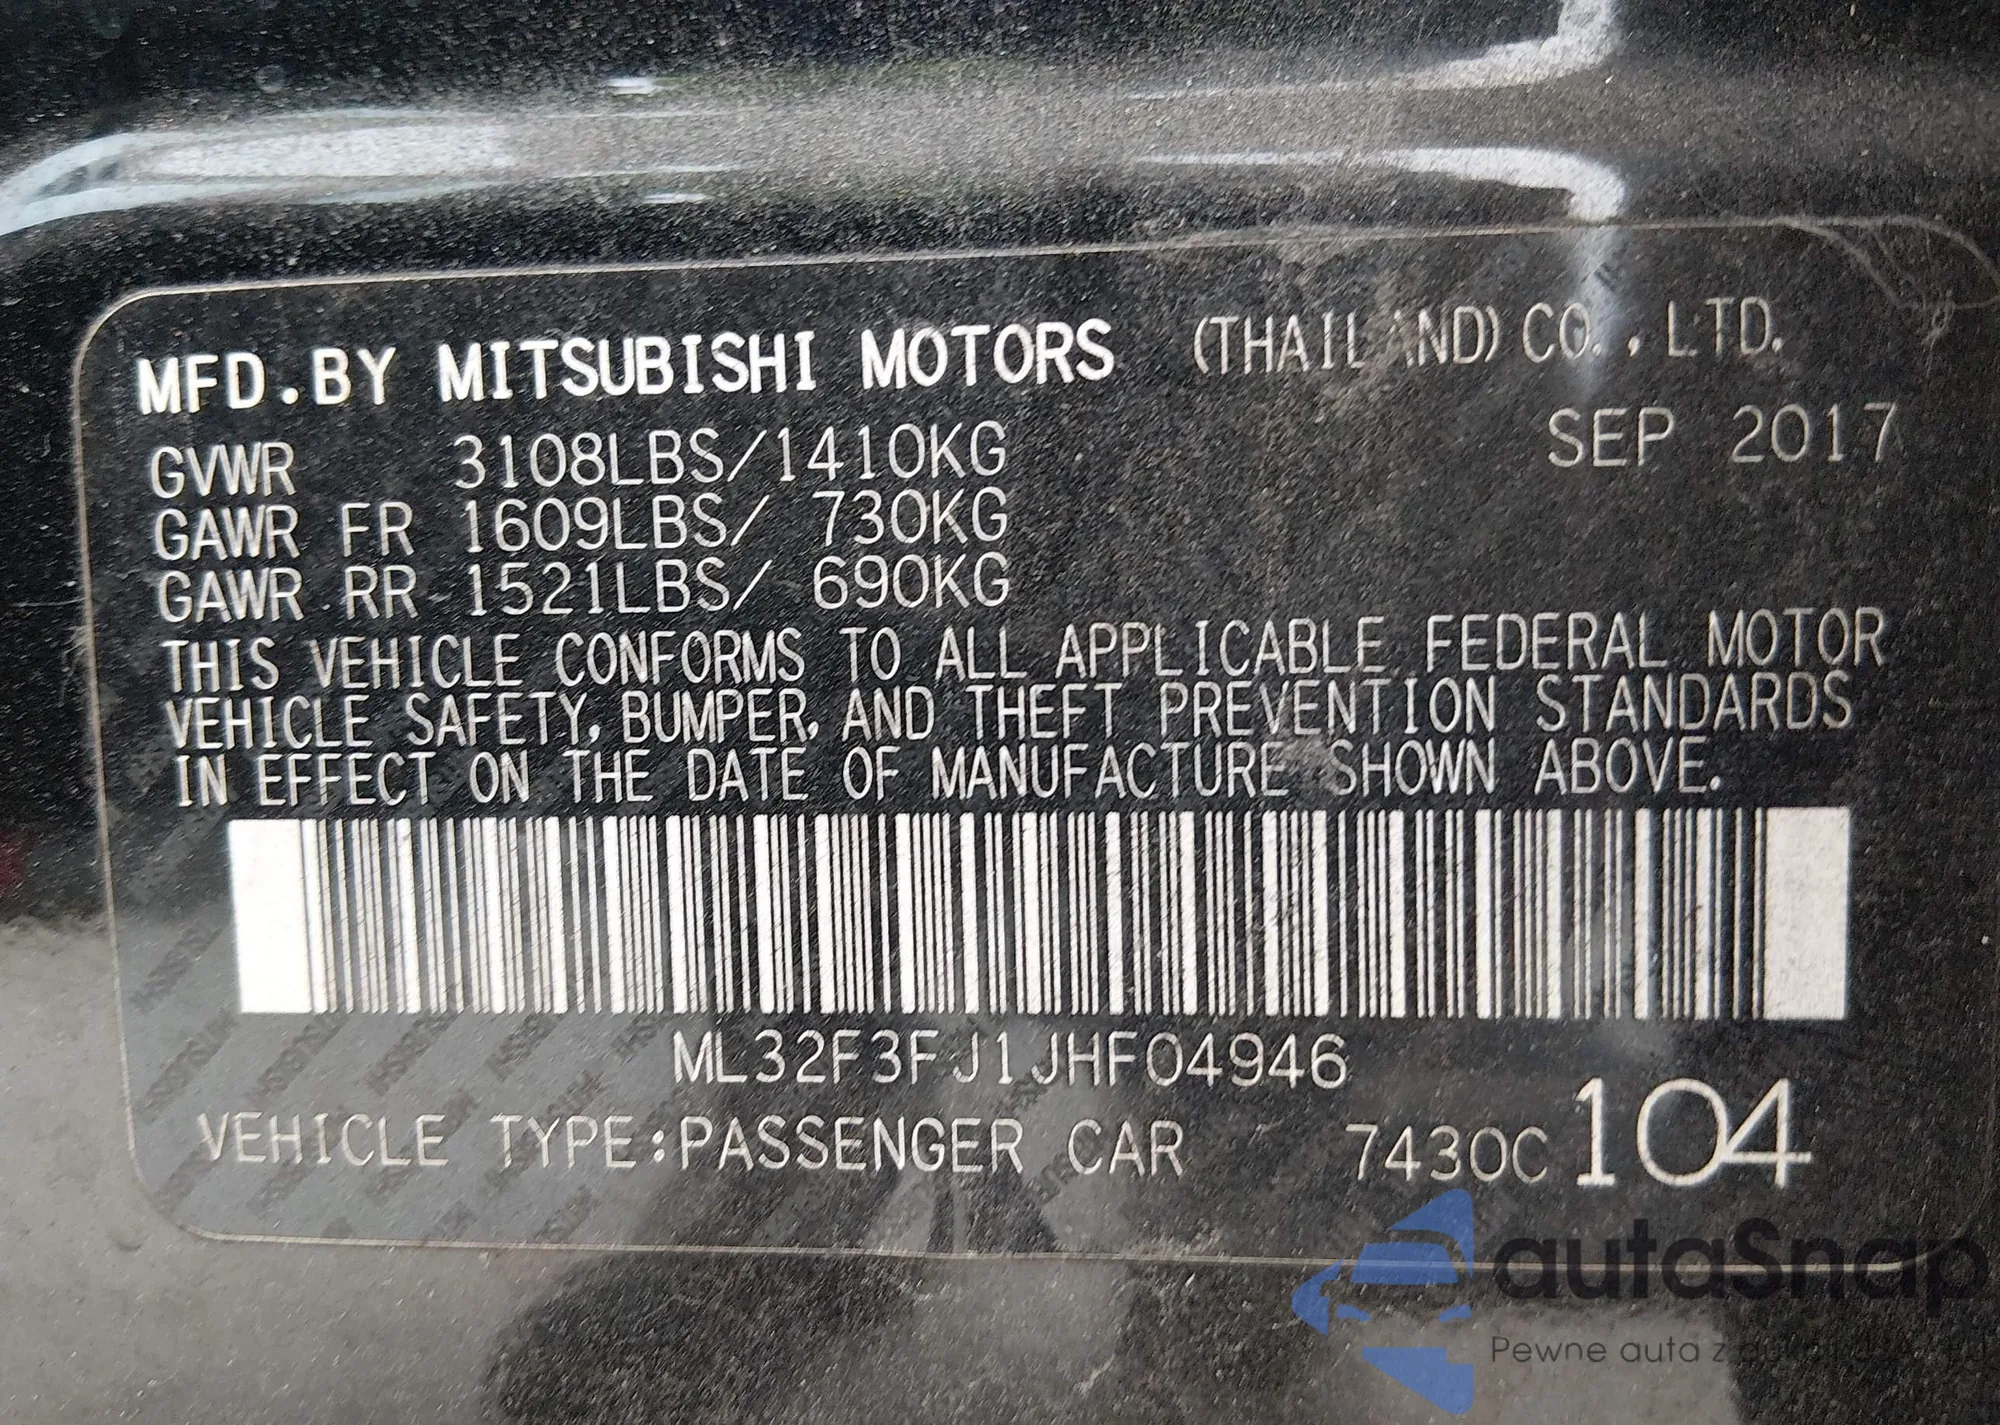 MFD.BY MITSUBISHI MOTORS (THAILAND) CO., LTD.
SEP 2017
GVWR 3108LBS/1410KG
GAWR FR 1609LBS/ 730KG
GAWR RR 1521LBS/ 690KG
THIS VEHICLE CONFORMS TO ALL APPLICABLE FEDERAL MOTOR
VEHICLE SAFETY, BUMPER, AND THEFT PREVENTION STANDARDS
IN EFFECT ON THE DATE OF MANUFACTURE SHOWN ABOVE.
ML32F3FJ1JHF04946
VEHICLE TYPE:PASSENGER CAR 7430C 104
autaSnap
Pewne auta z